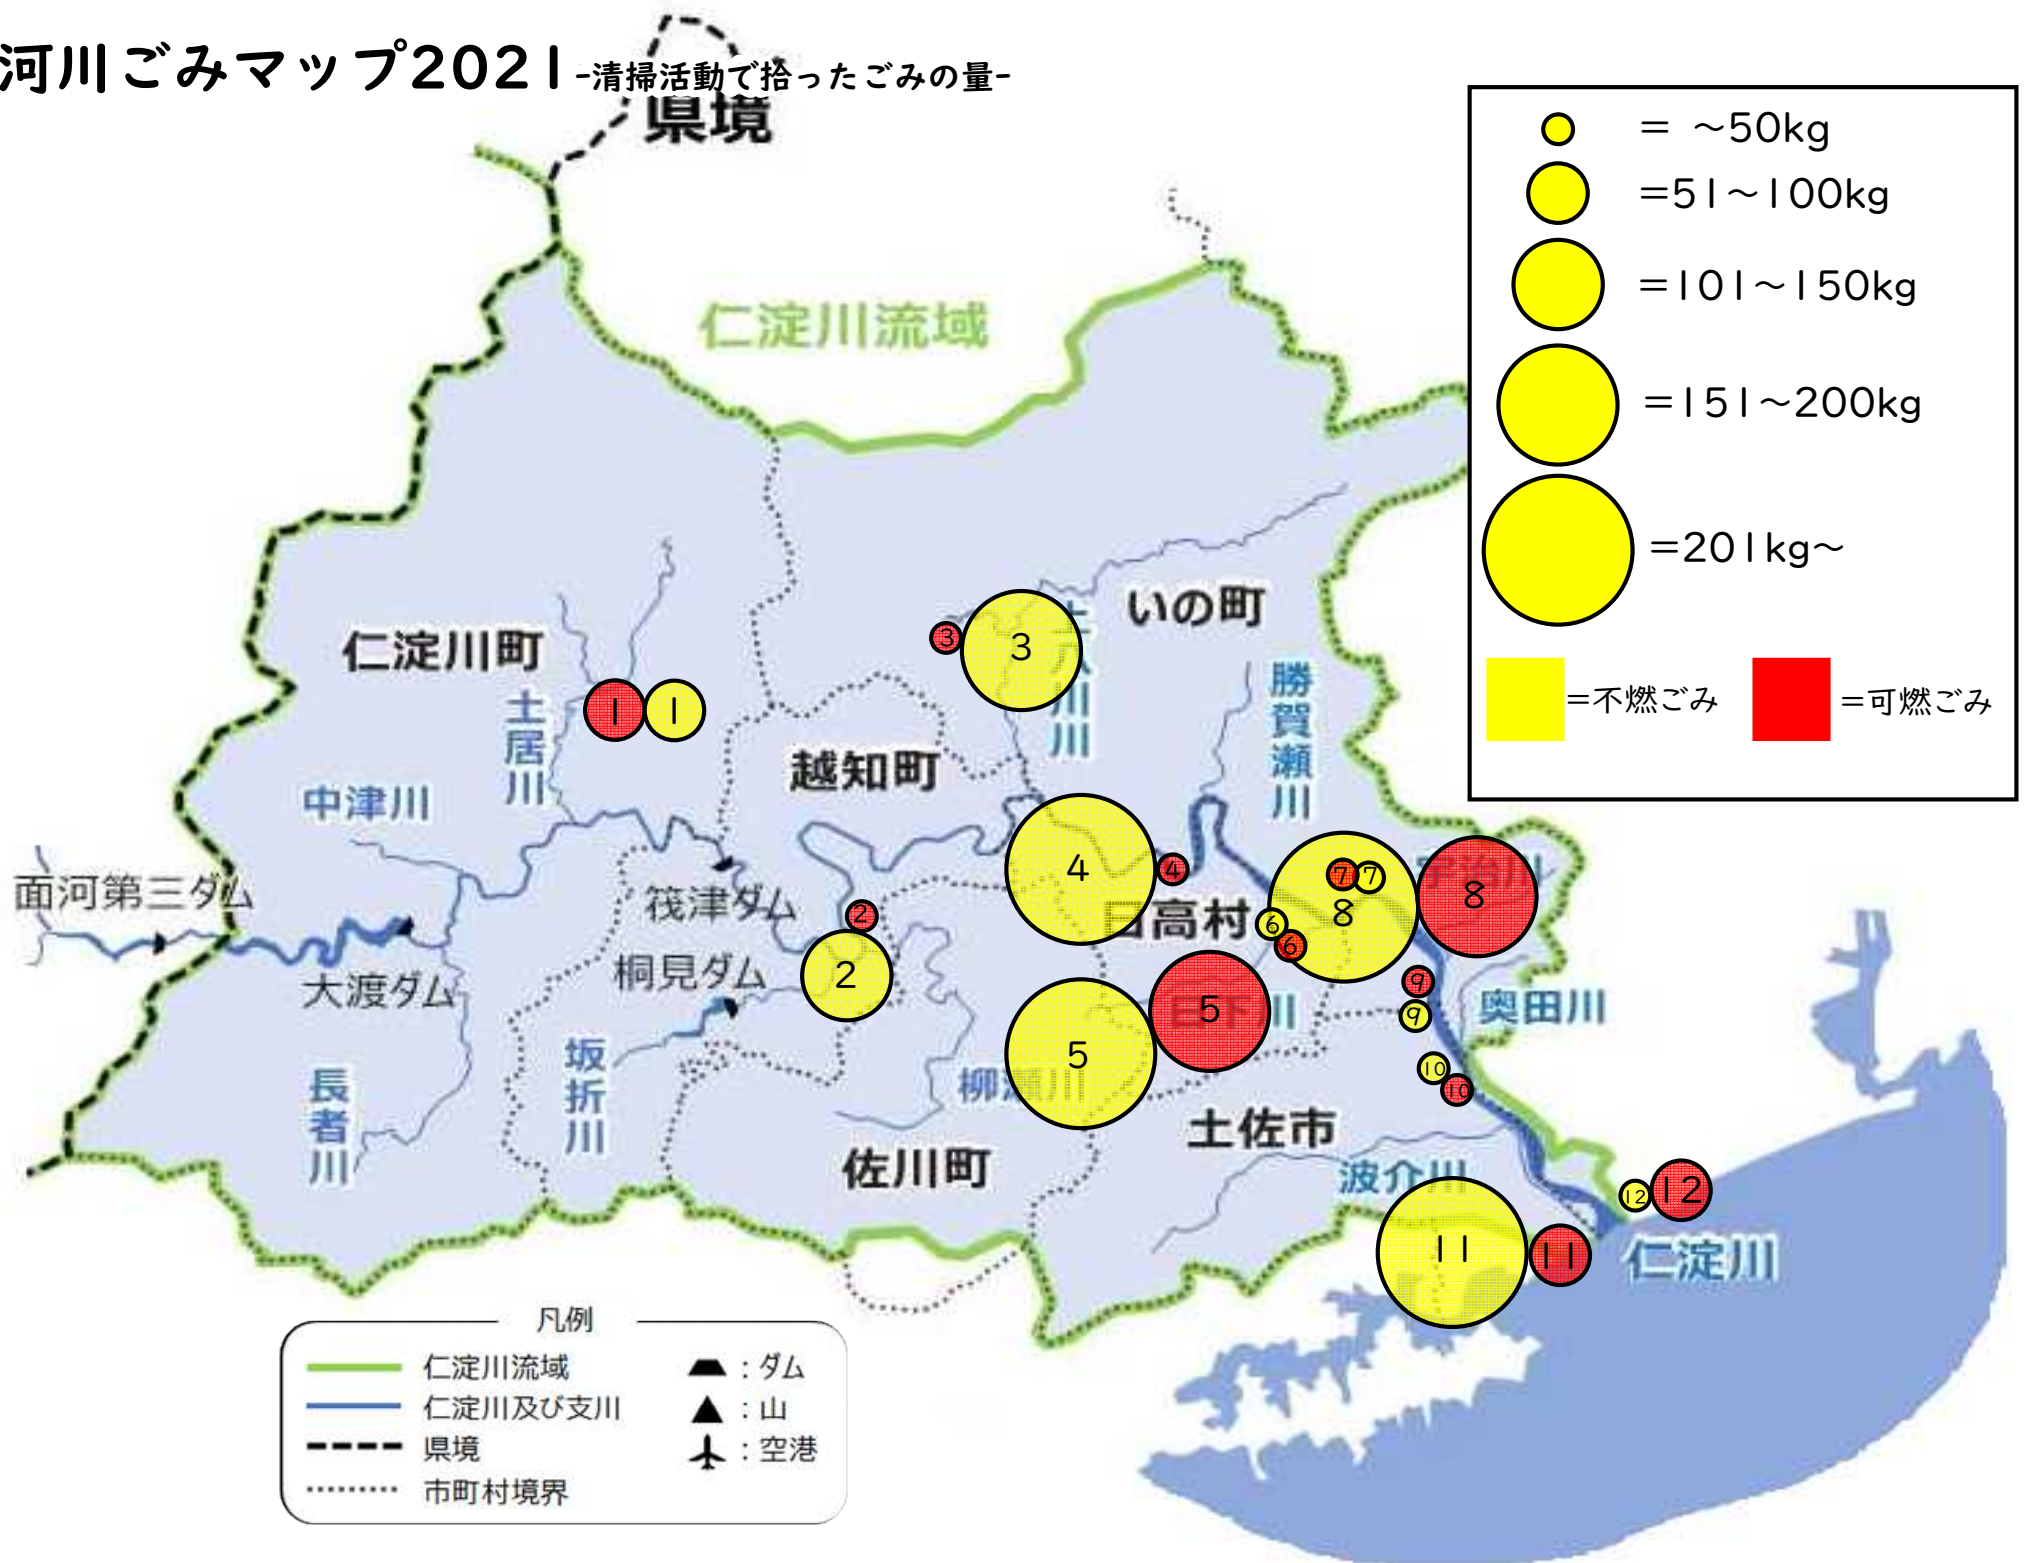 河川ごみマップ2021-清掃活動で拾ったごみの量-
県境
= ～50kg
=51～100kg
=101～150kg
=151～200kg
=201kg～
=不燃ごみ
=可燃ごみ
仁淀川流域
いの町
仁淀川町
3
3
勝賀瀬川
土居川
1
1
川
越知町
中津川
4
4
7
7
宇治川
8
8
面河第三ダム
筏津ダム
2
日高村
6
6
桐見ダム
2
大渡ダム
9
9
5
日下川
奥田川
5
坂折川
長者川
柳瀬川
10
10
土佐市
佐川町
波介川
12
12
11
11
仁淀川
凡例
仁淀川流域
仁淀川及び支川
県境
市町村境界
：ダム
：山
：空港